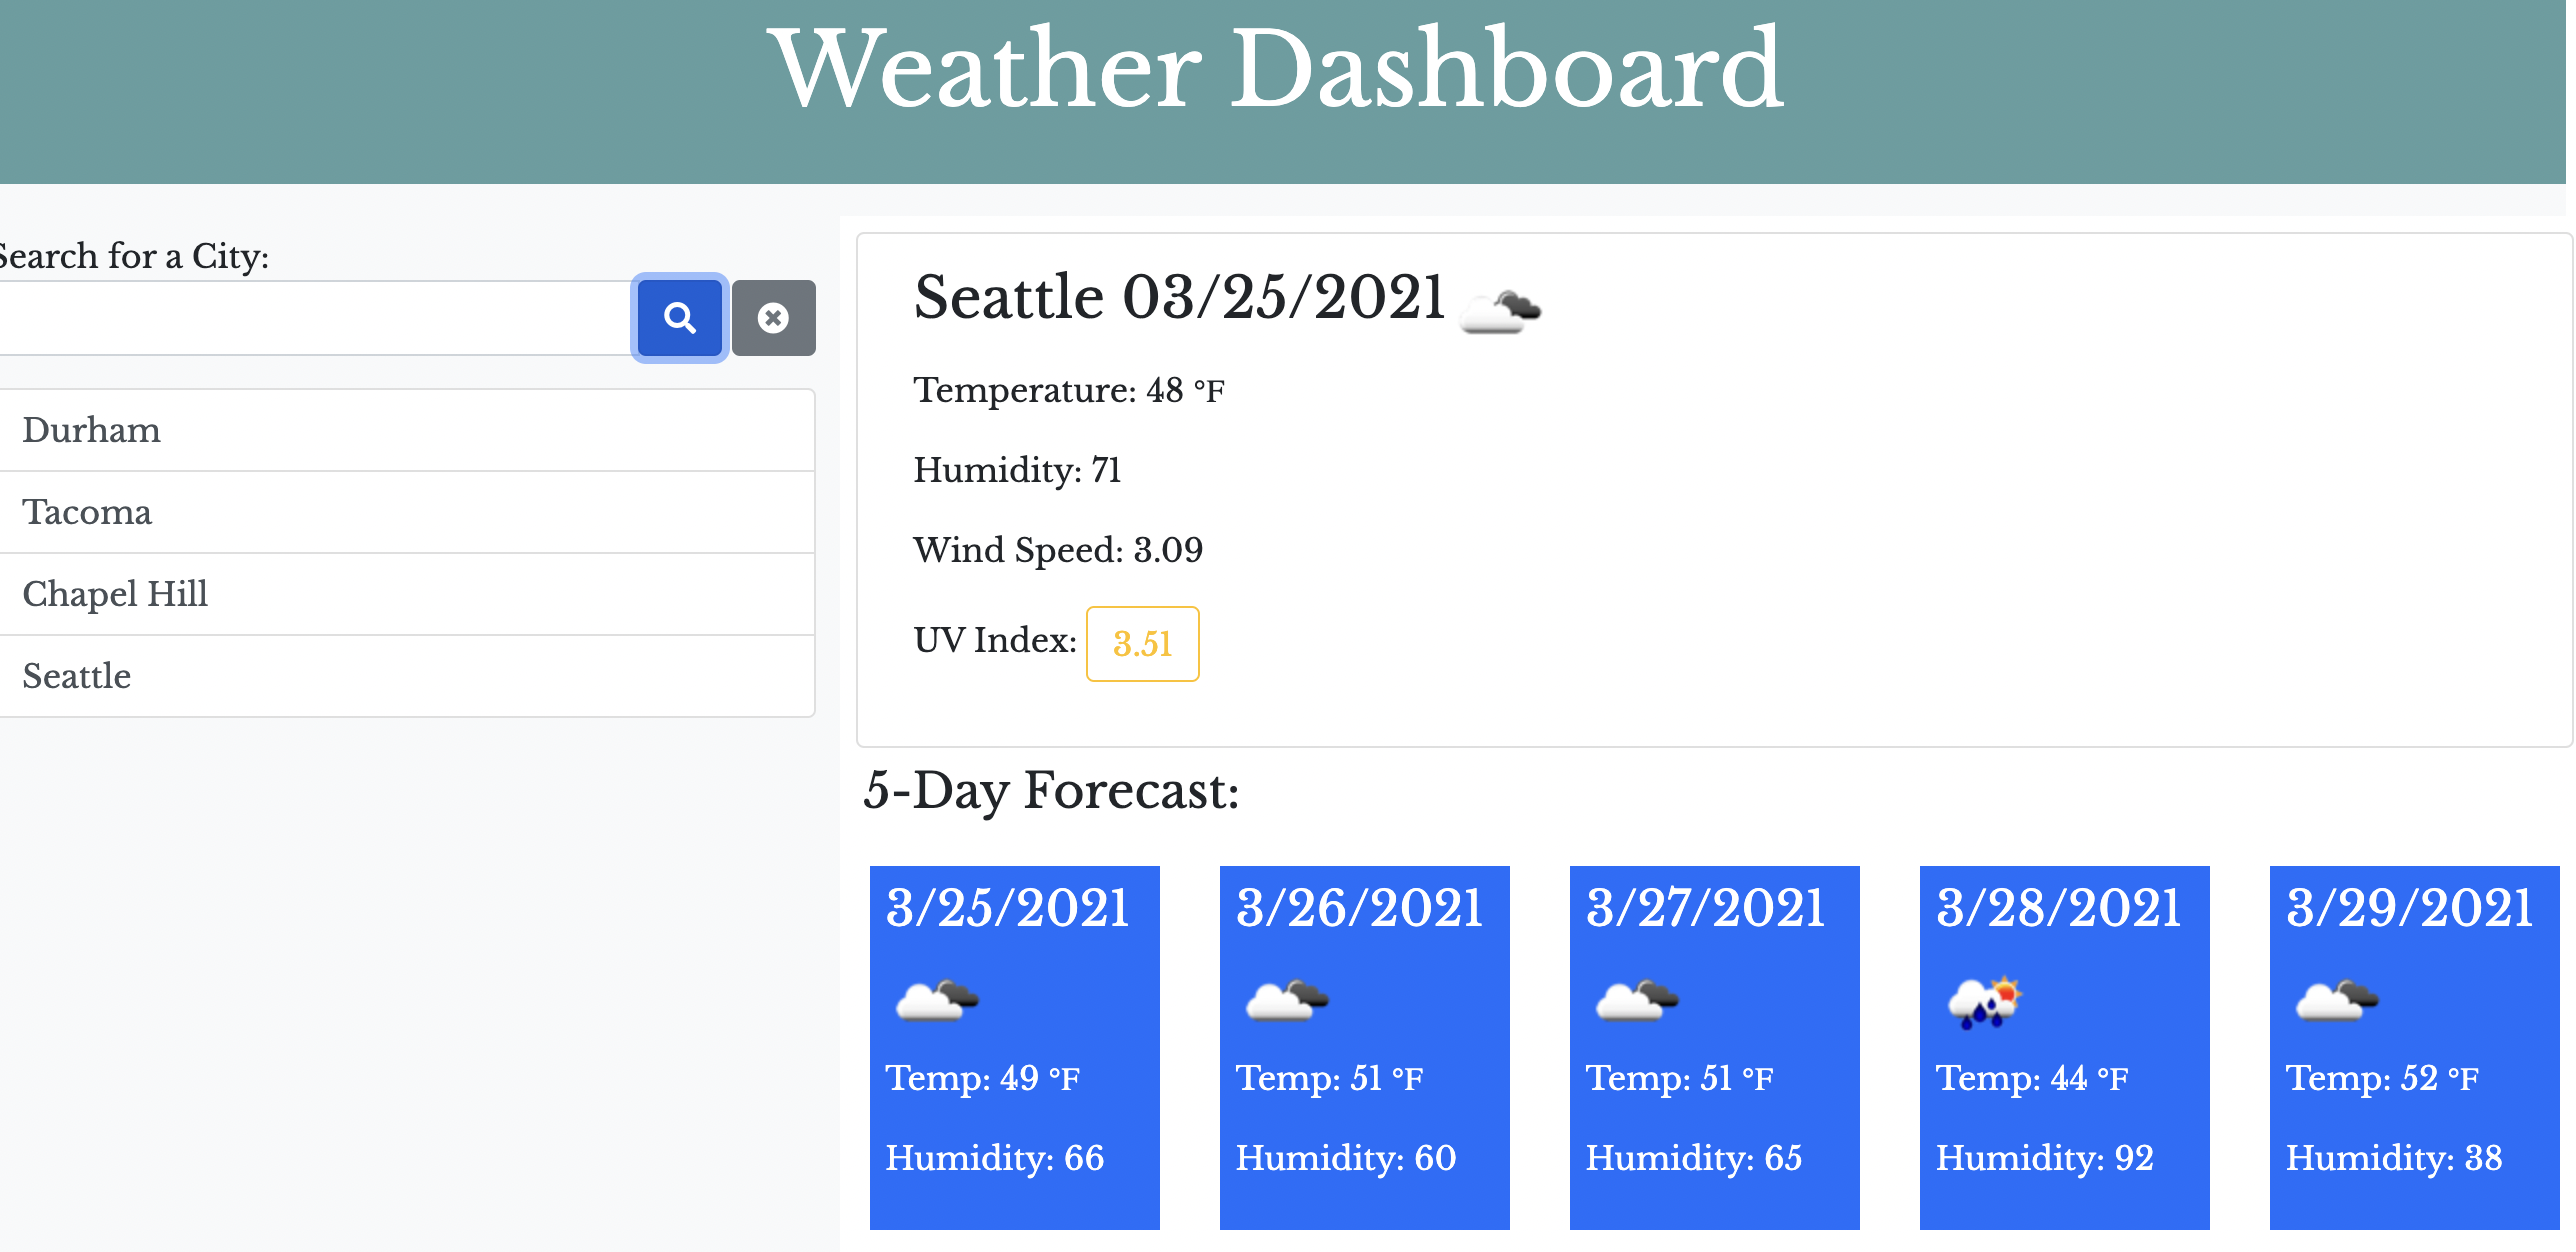 Weather Dashboard
Search for a City:
Durham
Tacoma
Chapel Hill
Seattle
Seattle 03/25/2021
Temperature: 48 °F
Humidity: 71
Wind Speed: 3.09
UV Index: 3.51
5-Day Forecast:
3/25/2021
Temp: 49 °F
Humidity: 66
3/26/2021
Temp: 51 °F
Humidity: 60
3/27/2021
Temp: 51 °F
Humidity: 65
3/28/2021
Temp: 44 °F
Humidity: 92
3/29/2021
Temp: 52 °F
Humidity: 38